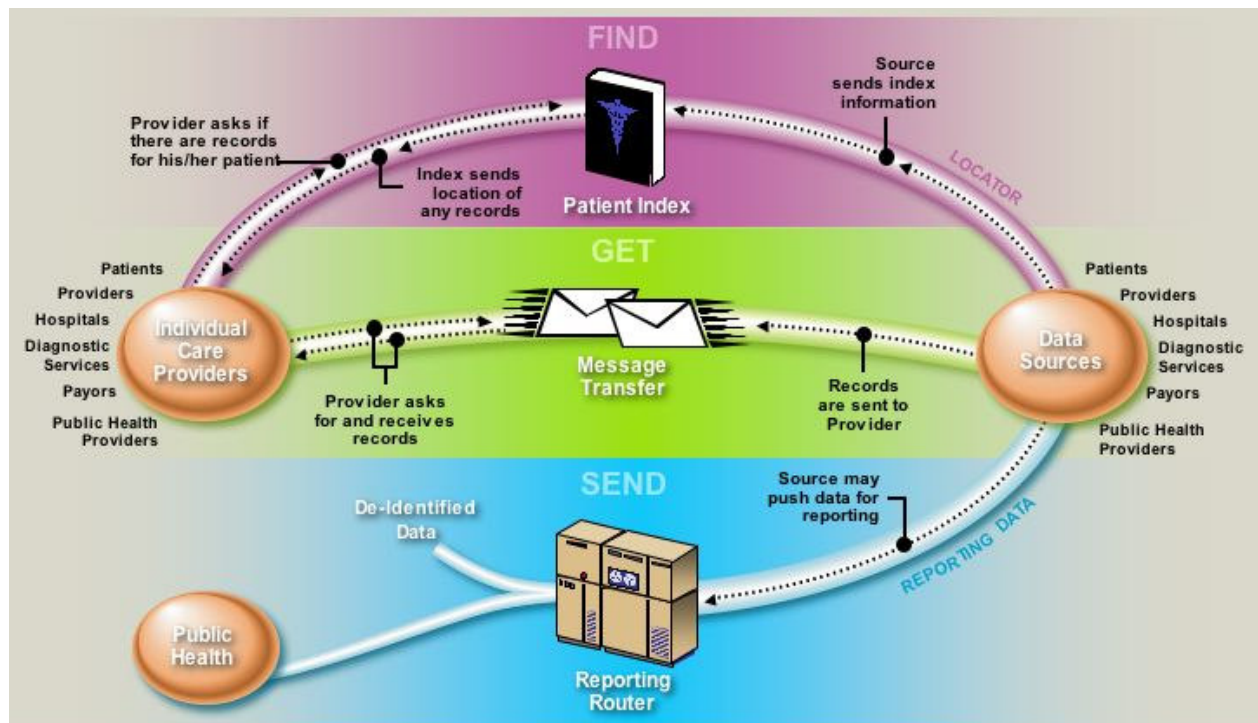 FIND
Source
sends index
information
Provider asks if
there are records
for his/her patient
Index sends
location of
any records
Patient Index
LOCATOR
GET
Patients
Providers
Hospitals
Diagnostic
Services
Payors
Public Health
Providers
Individual
Care
Providers
Message
Transfer
Provider asks
for and receives
records
Records
are sent to
Provider
Data
Sources
Patients
Providers
Hospitals
Diagnostic
Services
Payors
Public Health
Providers
SEND
Source may
push data for
reporting
REPORTING DATA
De-Identified
Data
Public
Health
Reporting
Router